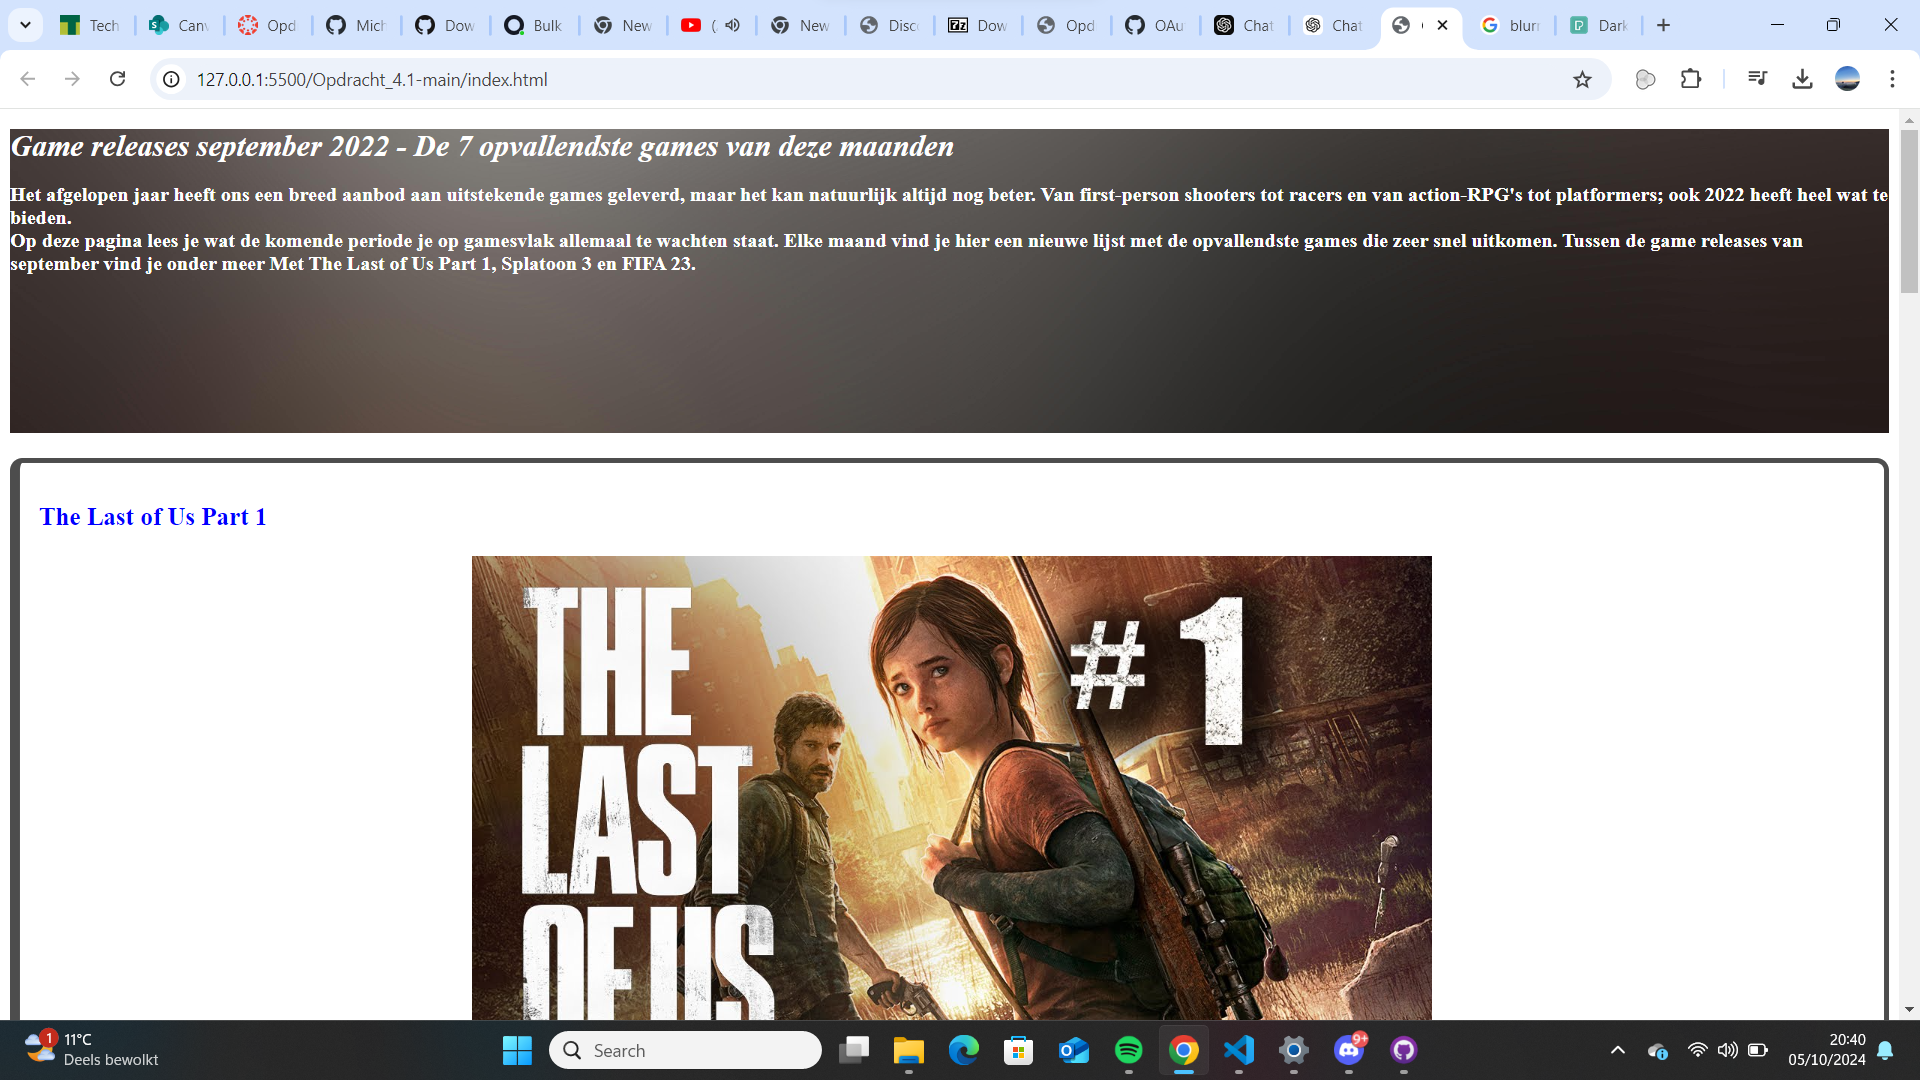 Tech
Canv
Opd
Mich
Dow
Bulk
New
New
Disc
Dow
Opd
OAu
Chat
Chat
blurr
Dark
127.0.0.1:5500/Opdracht_4.1-main/index.html
Game releases september 2022 - De 7 opvallendste games van deze maanden
Het afgelopen jaar heeft ons een breed aanbod aan uitstekende games geleverd, maar het kan natuurlijk altijd nog beter. Van first-person shooters tot racers en van action-RPG's tot platformers; ook 2022 heeft heel wat te
bieden.
Op deze pagina lees je wat de komende periode je op gamesvlak allemaal te wachten staat. Elke maand vind je hier een nieuwe lijst met de opvallendste games die zeer snel uitkomen. Tussen de game releases van
september vind je onder meer Met The Last of Us Part 1, Splatoon 3 en FIFA 23.
The Last of Us Part 1
THE
LAST
OF US
#1
1
11°C
Deels bewolkt
Search
9+
20:40
05/10/2024